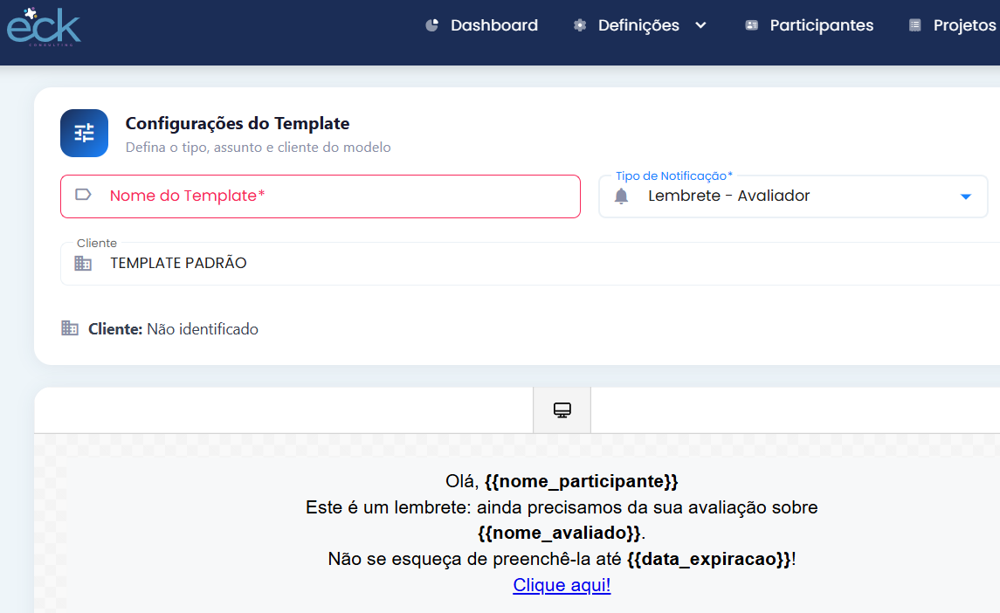 eck
CONSULTING
Dashboard Definições Participantes Projetos
Configurações do Template
Defina o tipo, assunto e cliente do modelo
Nome do Template*
Tipo de Notificação*
Lembrete - Avaliador
Cliente
TEMPLATE PADRÃO
Cliente: Não identificado
Olá, {{nome_participante}}
Este é um lembrete: ainda precisamos da sua avaliação sobre
{{nome_avaliado}}.
Não se esqueça de preenchê-la até {{data_expiracao}}!
Clique aqui!